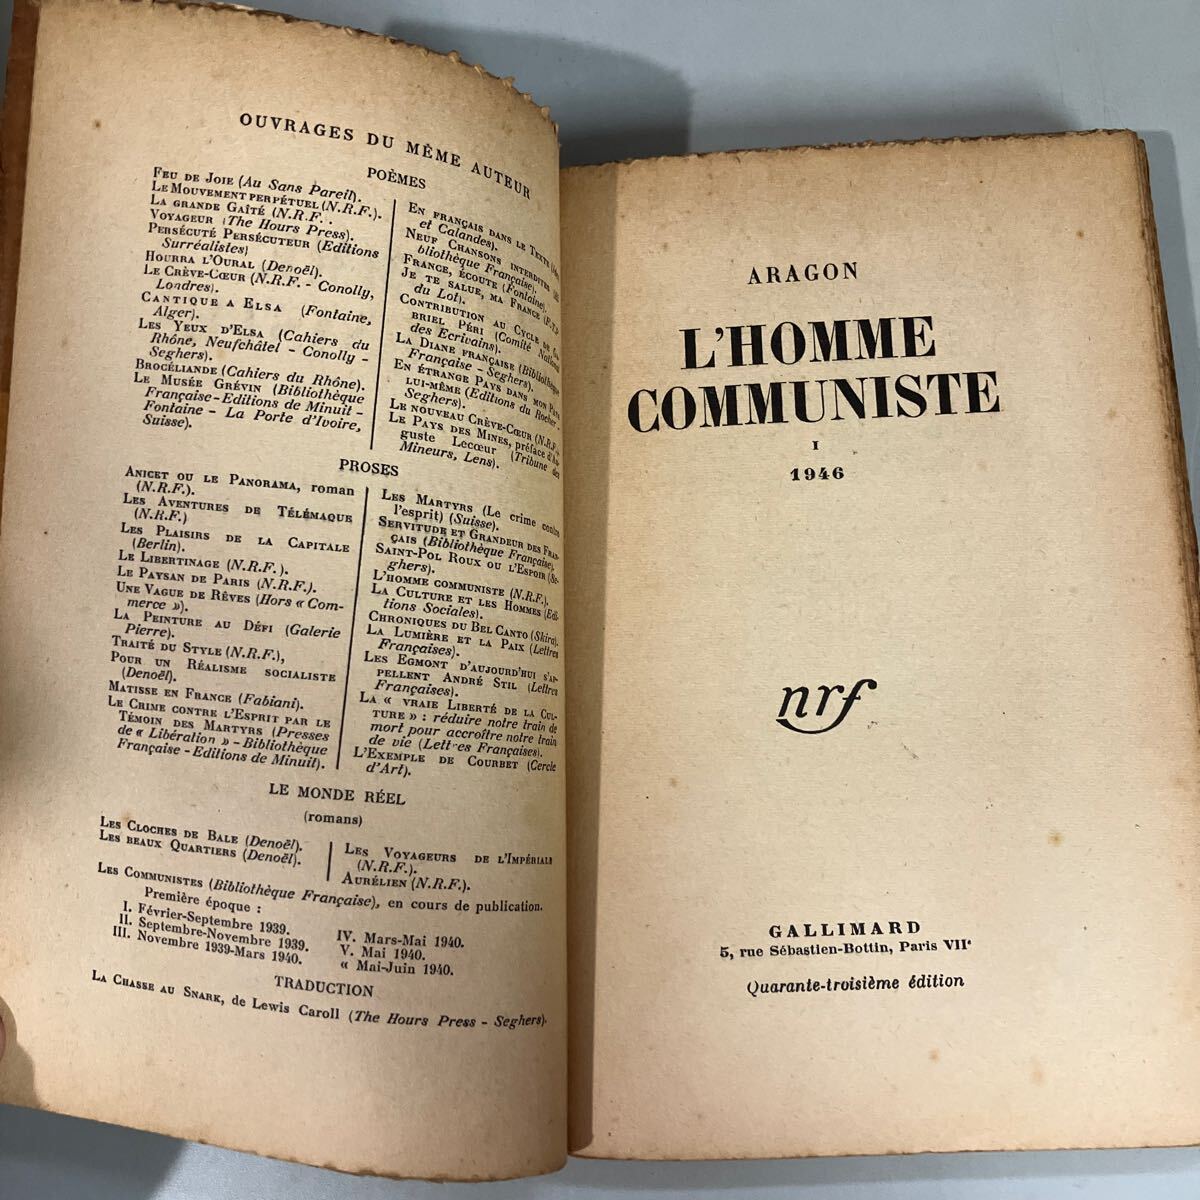 OUVRAGES DU MÊME AUTEUR
POÈMES
FEU DE JOIE (Au Sans Pareil).
LE MOUVEMENT PERPÉTUEL (N.R.F.).
LA GRANDE GAÎTÉ (N.R.F. .
VOYAGEUR (The Hours Press).
PERSÉCUTÉ PERSÉCUTEUR (Editions
Surréalistes)
HOURRA L'OURAL (Denoël).
LE CRÈVE-CŒUR (N.R.F. - Conolly,
Londres).
CANTIQUE A ELSA (Fontaine,
Alger).
LES YEUX D'ELSA (Cahiers du
Rhône, Neufchâtel - Conolly -
Seghers).
BROCÉLIANDE (Cahiers du Rhône).
LE MUSÉE GRÉVIN (Bibliothèque
Française - Editions de Minuit -
Fontaine - La Porte d'Ivoire,
Suisse).
EN FRANÇAIS DANS LE TEXTE
et Calandes).
NEUF CHANSONS INTERDITES
bliothèque Française).
FRANCE, ÉCOUTE (Fontaine).
JE TE SALUE, MA FRANCE (F.T.P.
du Lot).
CONTRIBUTION AU CYCLE DE GA-
BRIEL PÉRI (Comité National
des Ecrivains).
LA DIANE FRANÇAISE (Bibliothèque
Française - Seghers).
EN ÉTRANGE PAYS DANS MON PAYS
LUI-MÊME (Editions du Rocher -
Seghers).
LE NOUVEAU CRÈVE-CŒUR (N.R.F.
LE PAYS DES MINES, préface d'Au-
guste Lecœur (Tribune des
Mineurs, Lens).
PROSES
ANICET OU LE PANORAMA, roman
(N.R.F.).
LES AVENTURES DE TÉLÉMAQUE
(N.R.F.)
LES PLAISIRS DE LA CAPITALE
(Berlin).
LE LIBERTINAGE (N.R.F.).
LE PAYSAN DE PARIS (N.R.F.).
UNE VAGUE DE RÊVES (Hors « Com-
merce »).
LA PEINTURE AU DÉFI (Galerie
Pierre).
TRAITÉ DU STYLE (N.R.F.),
POUR UN RÉALISME SOCIALISTE
(Denoël).
MATISSE EN FRANCE (Fabiani).
LE CRIME CONTRE L'ESPRIT PAR LE
TÉMOIN DES MARTYRS (Presses
de « Libération » - Bibliothèque
Française - Editions de Minuit).
LES MARTYRS (Le crime contre
l'esprit) (Suisse).
SERVITUDE ET GRANDEUR DES FRAN-
ÇAIS (Bibliothèque Française).
SAINT-POL ROUX OU L'ESPOIR (Se-
ghers).
L'HOMME COMMUNISTE (N.R.F.).
LA CULTURE ET LES HOMMES (Edi-
tions Sociales).
CHRONIQUES DU BEL CANTO (Skira).
LA LUMIÈRE ET LA PAIX (Lettres
Françaises).
LES EGMONT D'AUJOURD'HUI S'AP-
PELLENT ANDRÉ STIL (Lettres
Françaises).
LA « VRAIE LIBERTÉ DE LA CUL-
TURE » : réduire notre train de
mort pour accroître notre train
de vie (Lettres Françaises).
L'EXEMPLE DE COURBET (Cercle
d'Art).
LE MONDE RÉEL
(romans)
LES CLOCHES DE BALE (Denoël).
LES BEAUX QUARTIERS (Denoël).
LES VOYAGEURS DE L'IMPÉRIALE
(N.R.F.).
AURÉLIEN (N.R.F.).
LES COMMUNISTES (Bibliothèque Française), en cours de publication.
Première époque :
I. Février-Septembre 1939.
II. Septembre-Novembre 1939.
III. Novembre 1939-Mars 1940.
IV. Mars-Mai 1940.
V. Mai 1940.
« Mai-Juin 1940.
TRADUCTION
LA CHASSE AU SNARK, de Lewis Caroll (The Hours Press - Seghers).
ARAGON
L'HOMME
COMMUNISTE
I
1946
nrf
GALLIMARD
5, rue Sébastien-Bottin, Paris VIIᵉ
Quarante-troisième édition